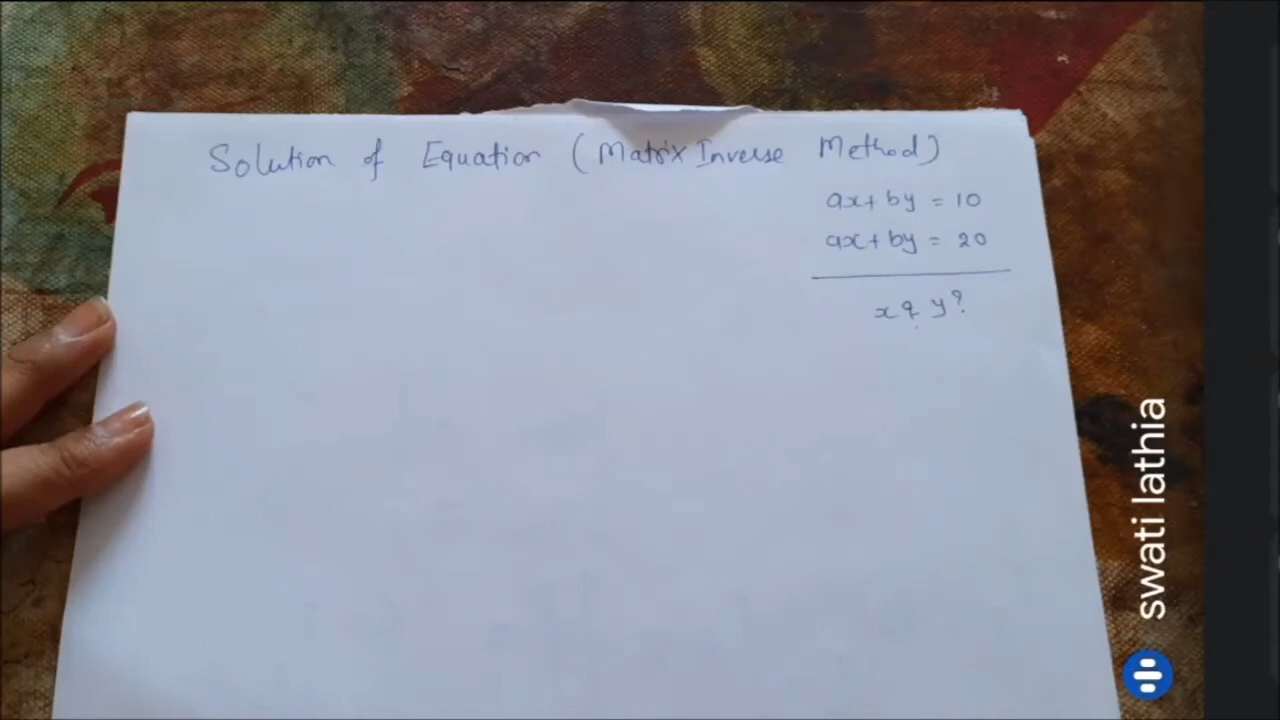 Solution of Equation (Matrix Inverse Method)
ax + by = 10
ax + by = 20
x & y?
swati lathia